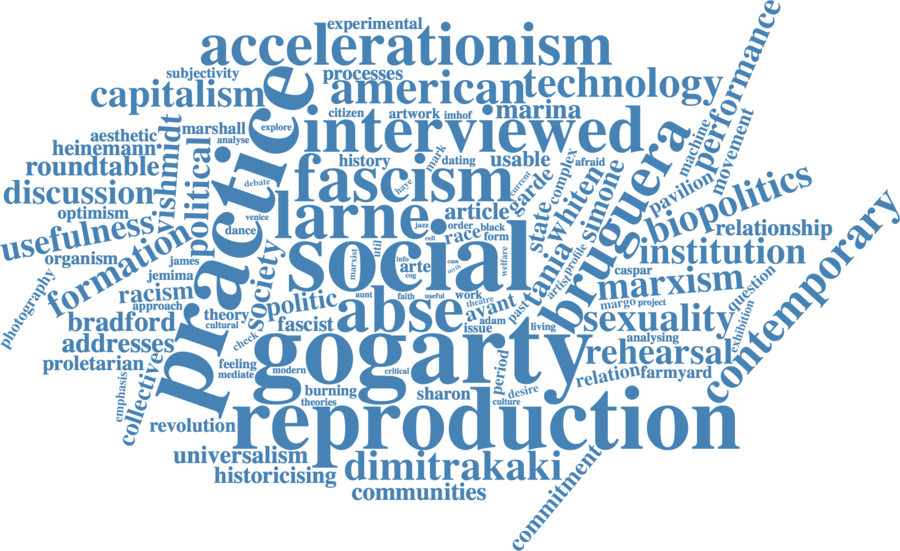 experimental
accelerationism
subjectivity
processes
performance
capitalism
american
technology
citizen
artwork
imhof
marina
aesthetic
heinemann
vishmidt
marshall
explore
analyse
interviewed
machine
movement
roundtable
political
practice
debate
history
mark
dating
usable
complex
afraid
discussion
fascism
haye
current
garde
whiten
simone
bruguera
pavilion
biopolitics
optimism
usefulness
venice
dance
larne
jazz
article
order
race
black
form
cell
state
tania
profile
artist
relationship
organism
formation
james
jemima
society
social
marxist
util
info
arte
cog
case
myth
welfare
institution
caspar
contemporary
photography
racism
approach
politic
aunt
abse
faith
useful
work
theatre
avant
past
marxism
margo
project
question
bradford
theory
cultural
fascist
adam
issue
living
sexuality
exhibition
addresses
check
gogarty
analysing
proletarian
feeling
mediate
modern
critical
period
rehearsal
relation
farmyard
emphasis
collective
burning
theories
sharon
desire
culture
revolution
reproduction
universalism
historicising
dimitrakaki
communities
commitment